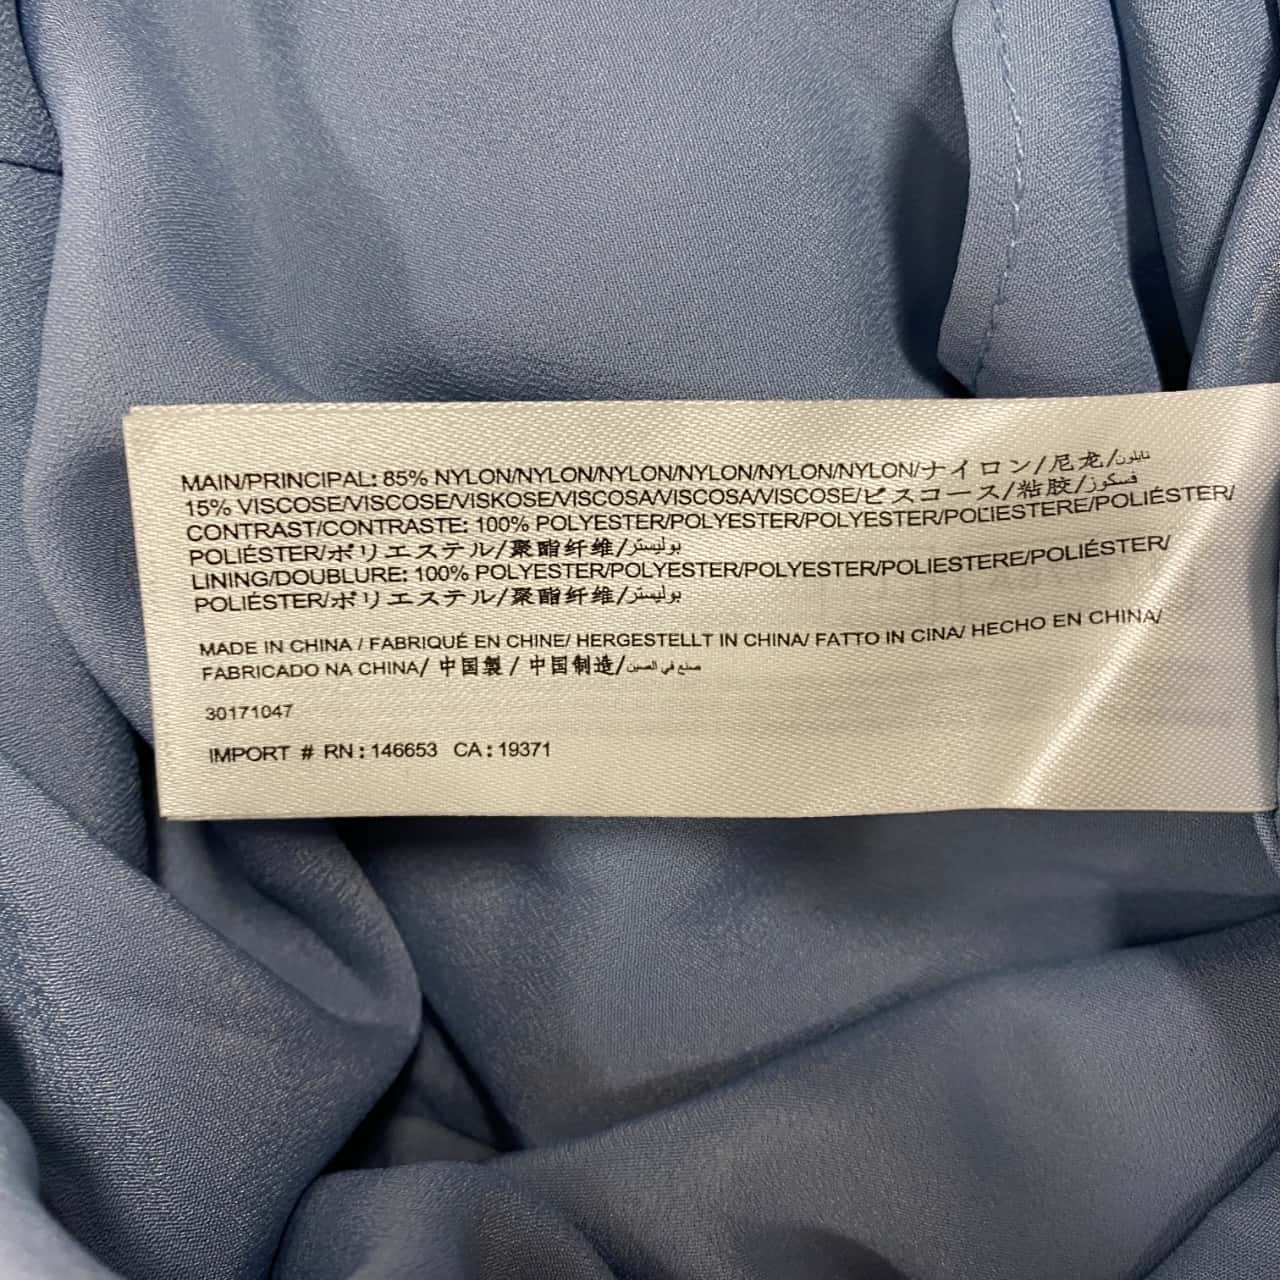 MAIN/PRINCIPAL: 85% NYLON/NYLON/NYLON/NYLON/NYLON/NYLON/ナイロン/尼龙/نايلون
15% VISCOSE/VISCOSE/VISKOSE/VISCOSA/VISCOSA/VISCOSE/ビスコース/粘胶/فسكوز
CONTRAST/CONTRASTE: 100% POLYESTER/POLYESTER/POLYESTER/POLIESTERE/POLIÉSTER/
POLIÉSTER/ポリエステル/聚酯纤维/بوليستر
LINING/DOUBLURE: 100% POLYESTER/POLYESTER/POLYESTER/POLIESTERE/POLIÉSTER/
POLIÉSTER/ポリエステル/聚酯纤维/بوليستر
MADE IN CHINA / FABRIQUÉ EN CHINE/ HERGESTELLT IN CHINA/ FATTO IN CINA/ HECHO EN CHINA/
FABRICADO NA CHINA/ 中国製 / 中国制造/صنع في الصين
30171047
IMPORT # RN : 146653 CA : 19371